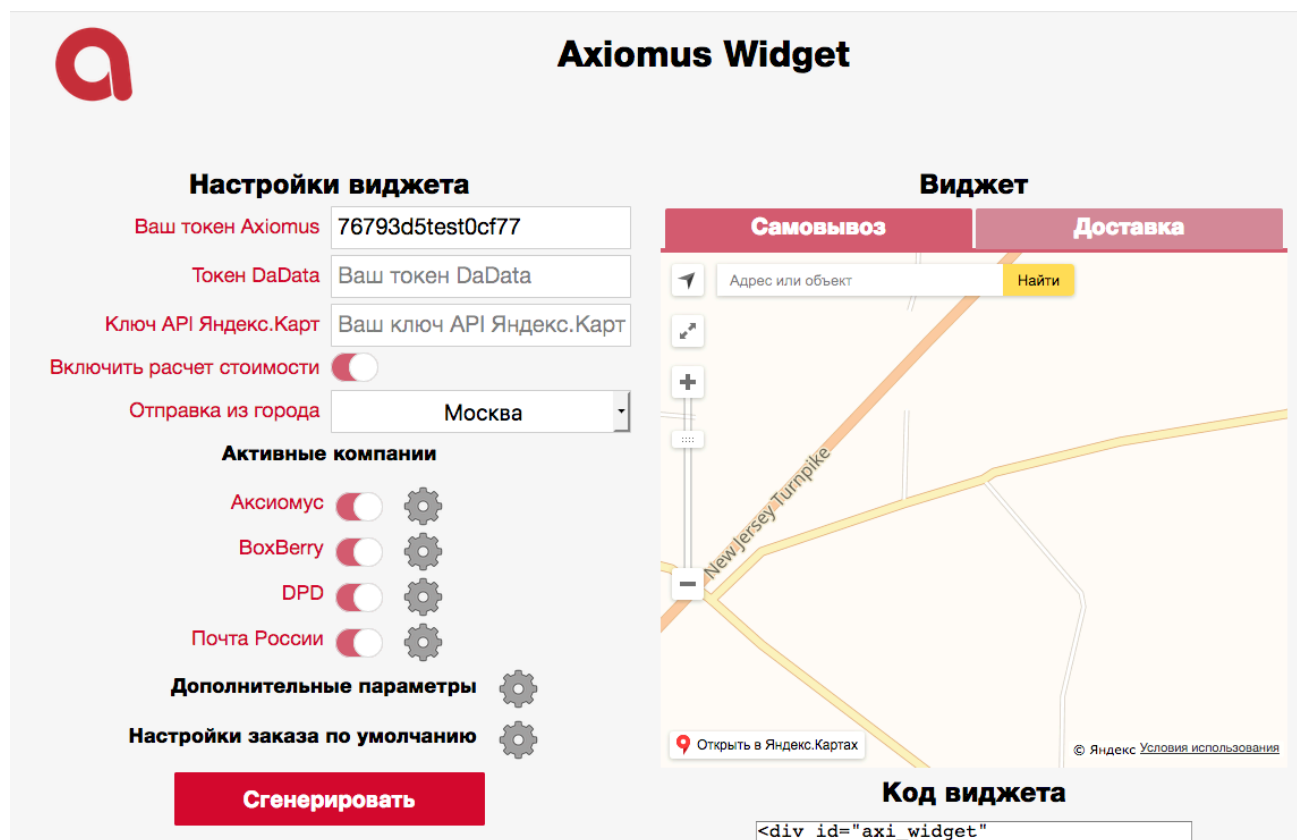 Axiomus Widget
Настройки виджета
Ваш токен Axiomus 76793d5test0cf77
Токен DaData Ваш токен DaData
Ключ API Яндекс.Карт Ваш ключ API Яндекс.Карт
Включить расчет стоимости
Отправка из города Москва
Активные компании
Аксиомус
BoxBerry
DPD
Почта России
Дополнительные параметры
Настройки заказа по умолчанию
Сгенерировать
Виджет
Самовывоз Доставка
Адрес или объект Найти
New Jersey Turnpike
Открыть в Яндекс.Картах © Яндекс Условия использования
Код виджета
<div id="axi_widget"